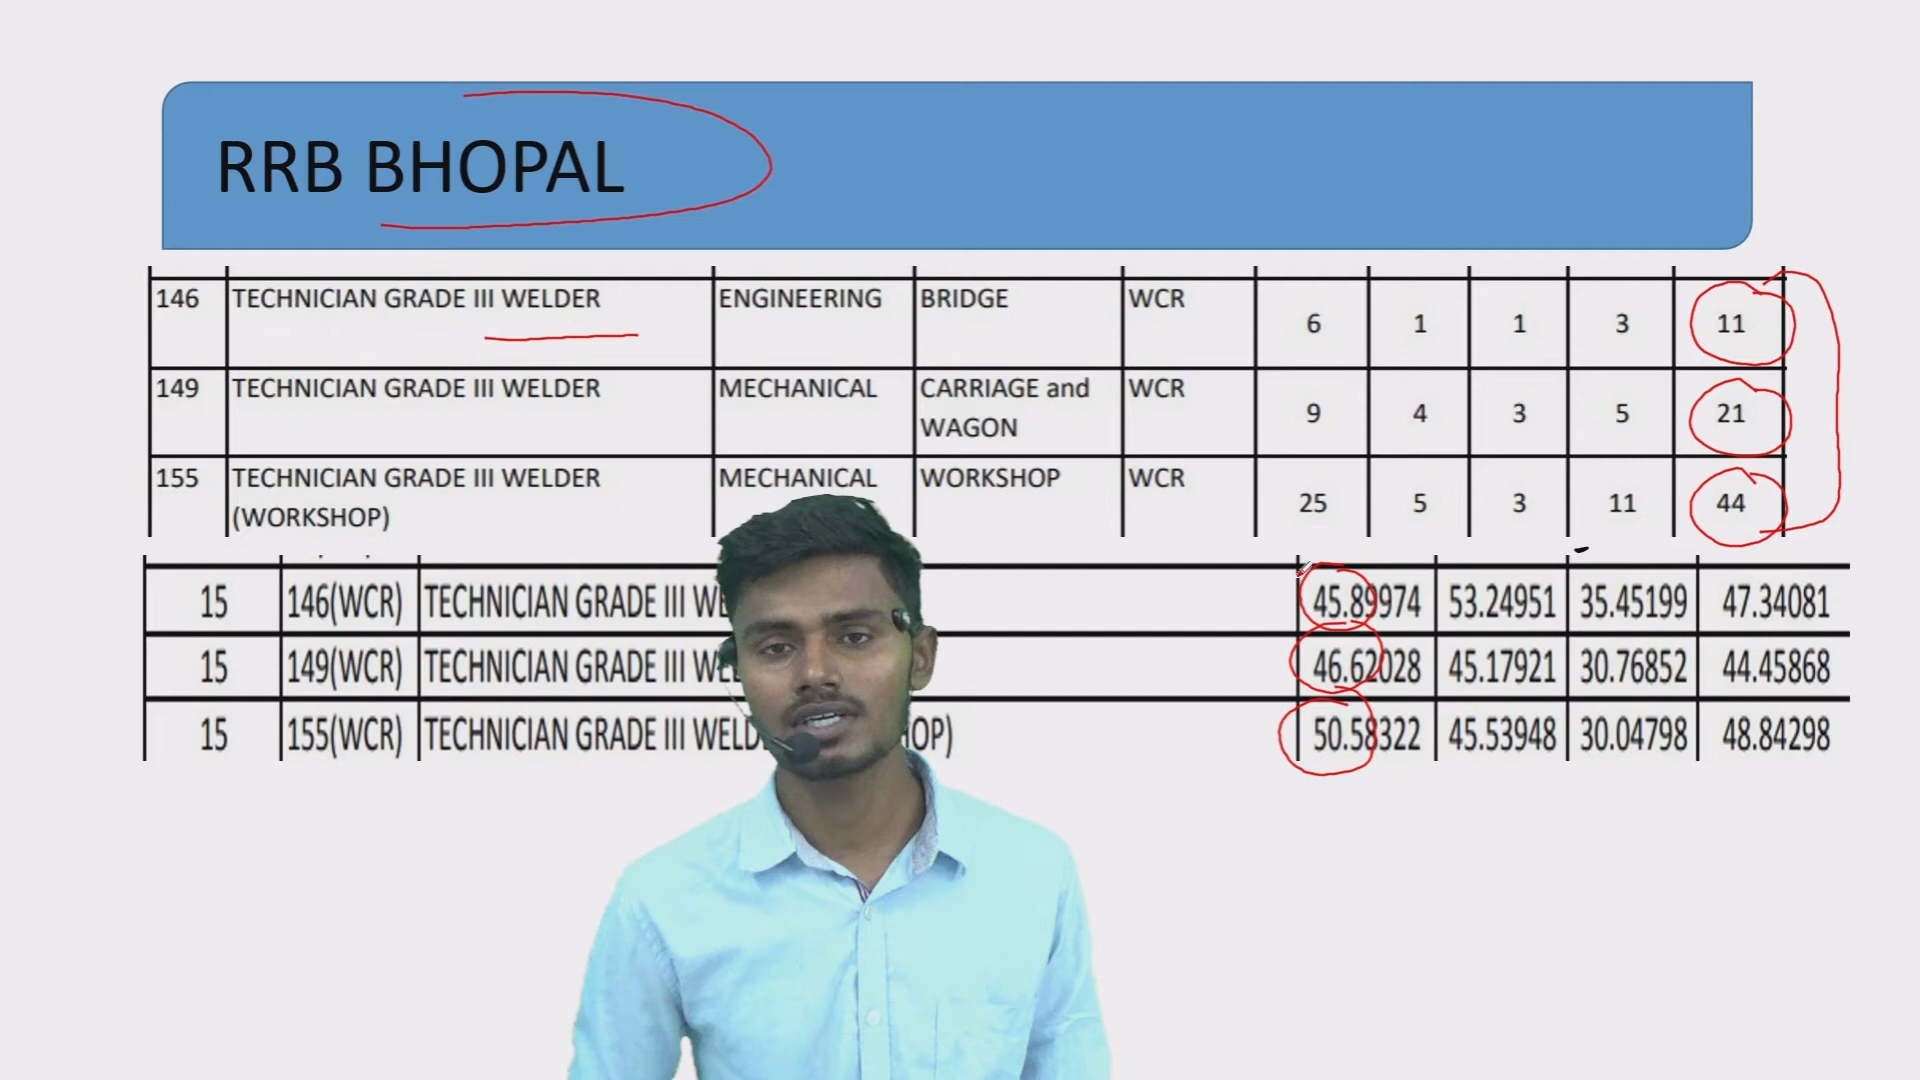 RRB BHOPAL
146 TECHNICIAN GRADE III WELDER ENGINEERING BRIDGE WCR 6 1 1 3 11
149 TECHNICIAN GRADE III WELDER MECHANICAL CARRIAGE and WAGON WCR 9 4 3 5 21
155 TECHNICIAN GRADE III WELDER (WORKSHOP) MECHANICAL WORKSHOP WCR 25 5 3 11 44
15 146(WCR) TECHNICIAN GRADE III 45.89974 53.24951 35.45199 47.34081
15 149(WCR) TECHNICIAN GRADE III 46.62028 45.17921 30.76852 44.45868
15 155(WCR) TECHNICIAN GRADE III 50.58322 45.53948 30.04798 48.84298